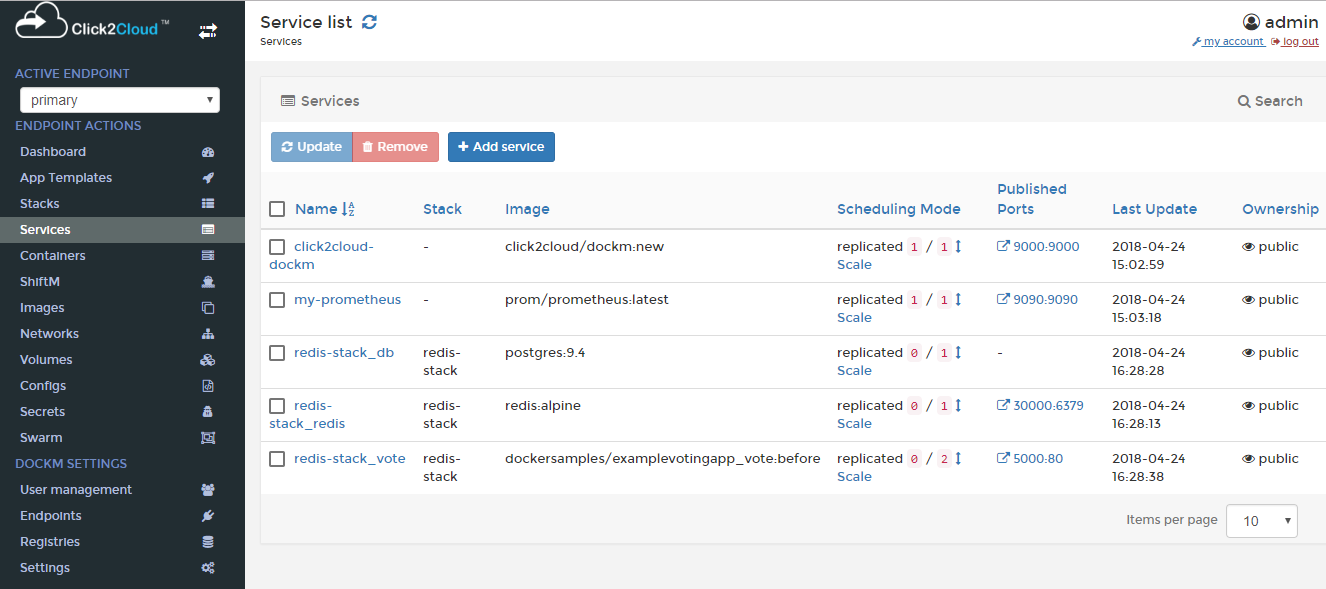 Click2Cloud™
ACTIVE ENDPOINT
primary
ENDPOINT ACTIONS
Dashboard
App Templates
Stacks
Services
Containers
ShiftM
Images
Networks
Volumes
Configs
Secrets
Swarm
DOCKM SETTINGS
User management
Endpoints
Registries
Settings
Service list
Services
admin
my account log out
Services
Search
Update Remove Add service
Name Stack Image Scheduling Mode Published Ports Last Update Ownership
click2cloud-dockm - click2cloud/dockm:new replicated 1 / 1 Scale 9000:9000 2018-04-24 15:02:59 public
my-prometheus - prom/prometheus:latest replicated 1 / 1 Scale 9090:9090 2018-04-24 15:03:18 public
redis-stack_db redis-stack postgres:9.4 replicated 0 / 1 Scale - 2018-04-24 16:28:28 public
redis-stack_redis redis-stack redis:alpine replicated 0 / 1 Scale 30000:6379 2018-04-24 16:28:13 public
redis-stack_vote redis-stack dockersamples/examplevotingapp_vote:before replicated 0 / 2 Scale 5000:80 2018-04-24 16:28:38 public
Items per page 10